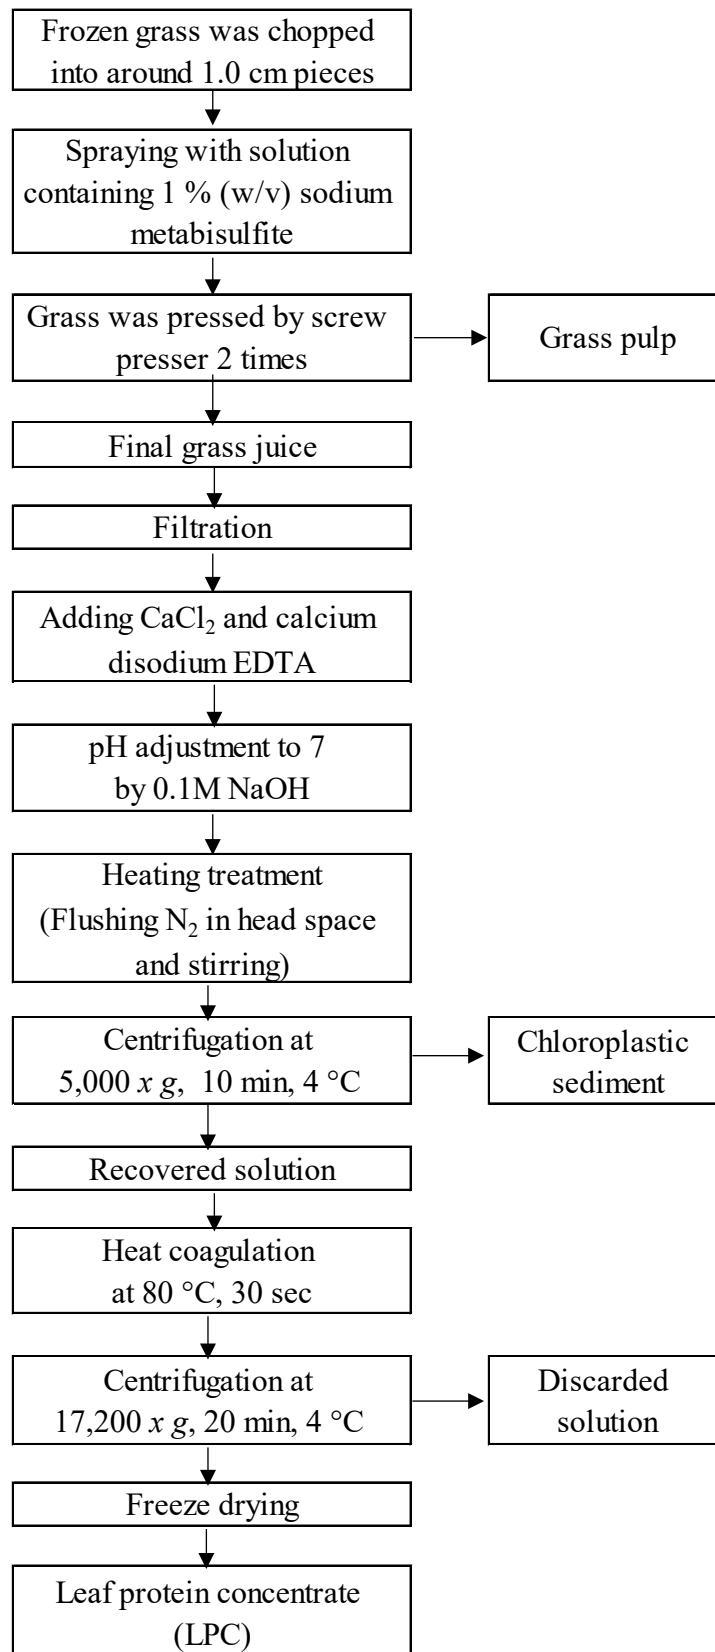 Frozen grass was chopped
into around 1.0 cm pieces
Spraying with solution
containing 1 % (w/v) sodium
metabisulfite
Grass was pressed by screw
presser 2 times
Grass pulp
Final grass juice
Filtration
Adding CaCl₂ and calcium
disodium EDTA
pH adjustment to 7
by 0.1M NaOH
Heating treatment
(Flushing N₂ in head space
and stirring)
Centrifugation at
5,000 x g, 10 min, 4 °C
Chloroplastic
sediment
Recovered solution
Heat coagulation
at 80 °C, 30 sec
Centrifugation at
17,200 x g, 20 min, 4 °C
Discarded
solution
Freeze drying
Leaf protein concentrate
(LPC)